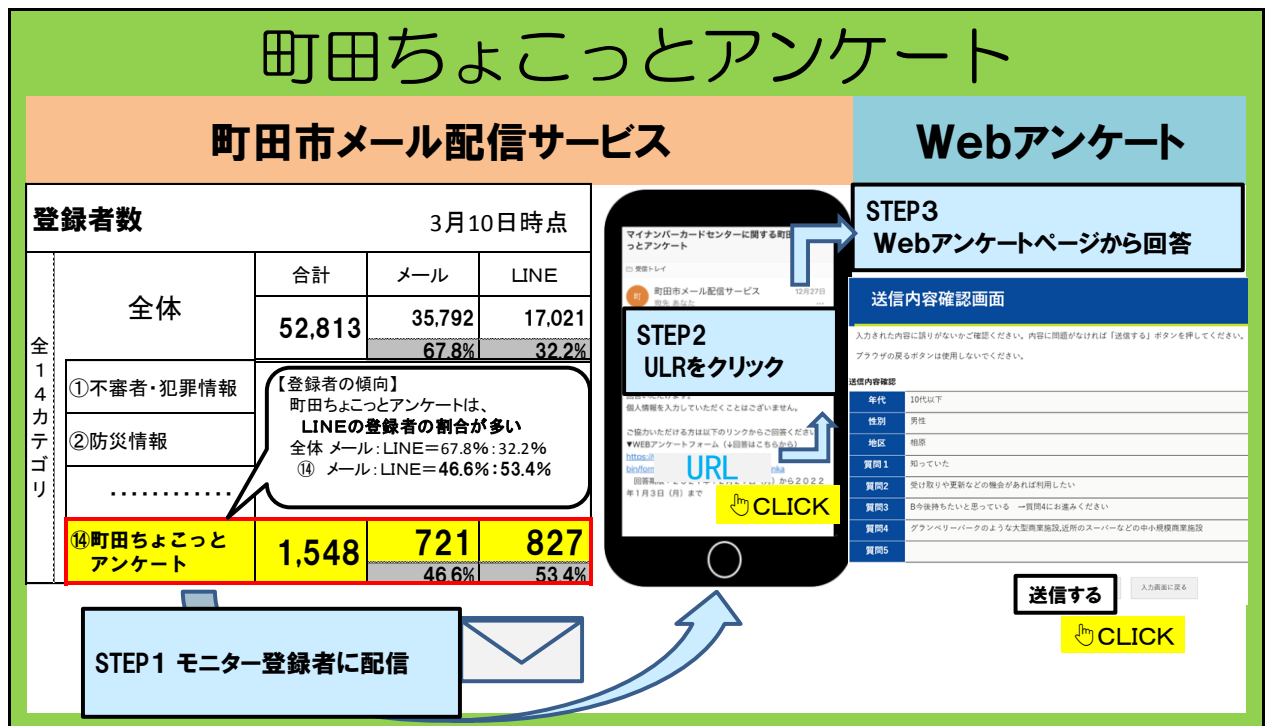 町田ちょこっとアンケート
町田市メール配信サービス
Webアンケート
登録者数
3月10日時点
全14カテゴリ
全体
合計
メール
LINE
52,813
35,792
17,021
67.8%
32.2%
①不審者・犯罪情報
②防災情報
…………
【登録者の傾向】
町田ちょこっとアンケートは、
LINEの登録者の割合が多い
全体 メール:LINE=67.8%:32.2%
⑭ メール:LINE=46.6%:53.4%
⑭町田ちょこっと
アンケート
1,548
721
827
46.6%
53.4%
STEP1 モニター登録者に配信
マイナンバーカードセンターに関する町田
っとアンケート
受信トレイ
町
町田市メール配信サービス
12月27日
宛先 あなた
...
STEP2
ULRをクリック
個人情報を入力していただくことはございません。
ご協力いただける方は以下のリンクからご回答くださ
▼WEBアンケートフォーム（↓回答はこちらから）
https://
bin/for
URL
年1月3日（月）まで
CLICK
STEP3
Webアンケートページから回答
送信内容確認画面
入力された内容に誤りがないかご確認ください。内容に問題がなければ「送信する」ボタンを押してください。
ブラウザの戻るボタンは使用しないでください。
送信内容確認
年代 10代以下
性別 男性
地区 相原
質問1 知っていた
質問2 受け取りや更新などの機会があれば利用したい
質問3 B今後持ちたいと思っている →質問4にお進みください
質問4 グランベリーパークのような大型商業施設,近所のスーパーなどの中小規模商業施設
質問5
送信する
入力画面に戻る
CLICK